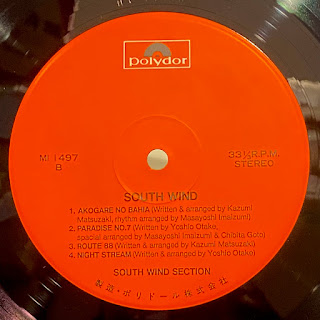 polydor
MI 1497
B
33⅓R.P.M.
STEREO
SOUTH WIND
1. AKOGARE NO BAHIA (Written & arranged by Kazumi
Matsuzaki, rhythm arranged by Masayoshi Imaizumi)
2. PARADISE NO.7 (Written by Yoshio Otake,
special arranged by Masayoshi Imaizumi & Chibita Goto)
3. ROUTE 88 (Written & arranged by Kazumi Matsuzaki)
4. NIGHT STREAM (Written & arranged by Yoshio Otake)
SOUTH WIND SECTION
製造・ポリドール株式会社